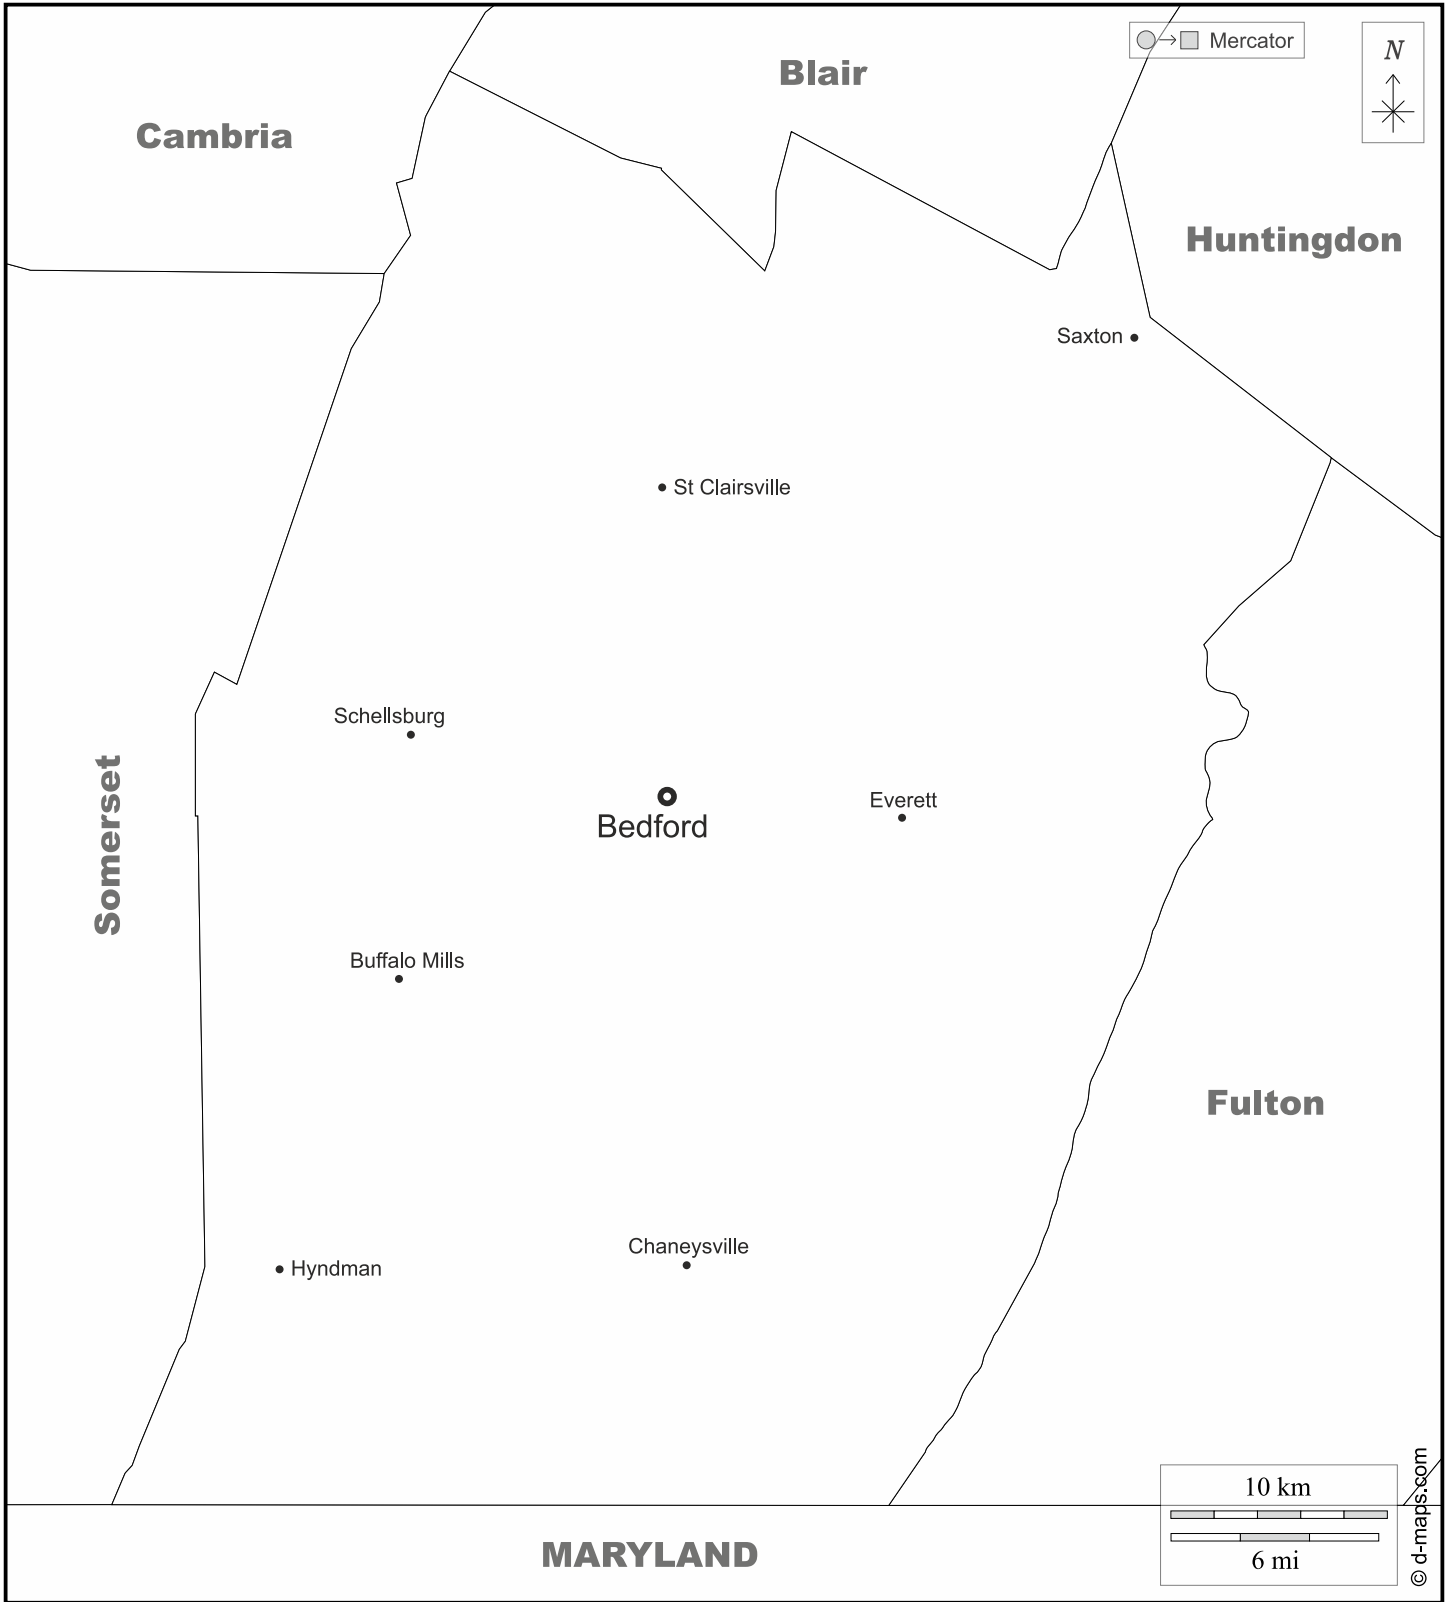 Mercator
N
Blair
Cambria
Huntingdon
Saxton
St Clairsville
Schellsburg
Somerset
Everett
Bedford
Buffalo Mills
Fulton
Chaneysville
Hyndman
10 km
6 mi
MARYLAND
© d-maps.com